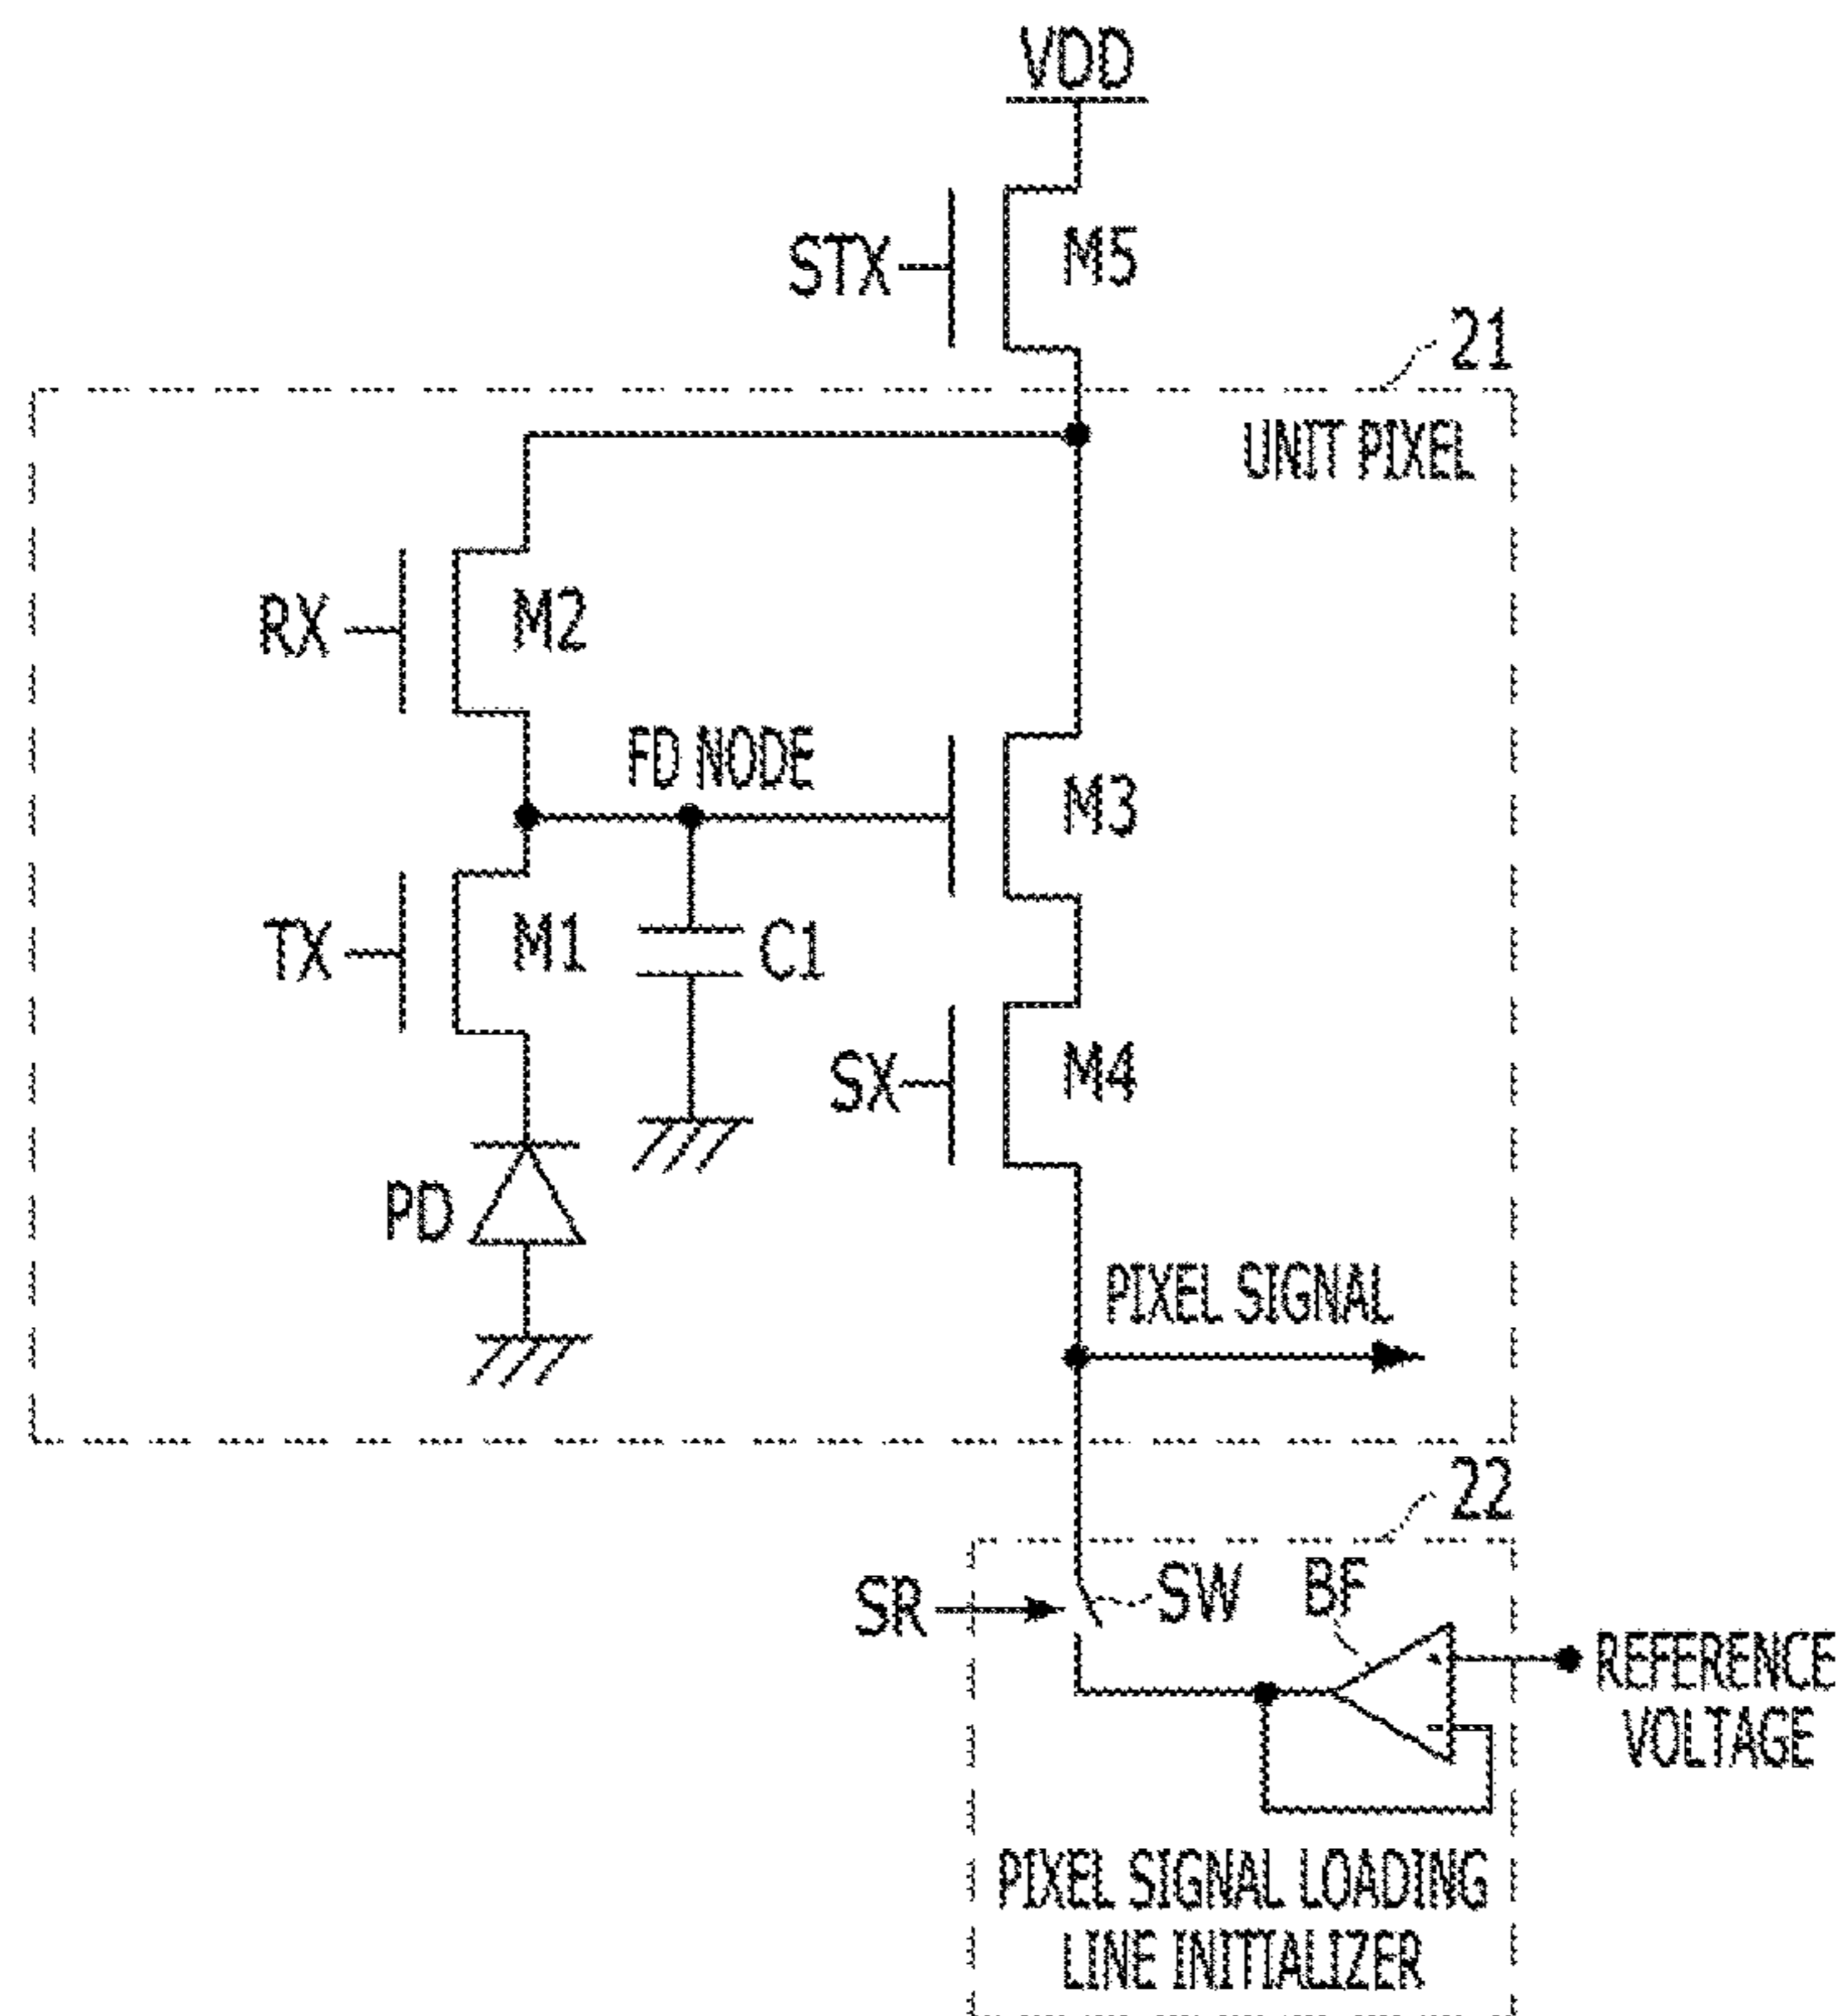 VDD
STX
M5
21
UNIT PIXEL
RX
M2
FD NODE
M3
TX
M1
C1
SX
M4
PD
PIXEL SIGNAL
22
SR
SW
BF
REFERENCE
VOLTAGE
PIXEL SIGNAL LOADING
LINE INITIALIZER